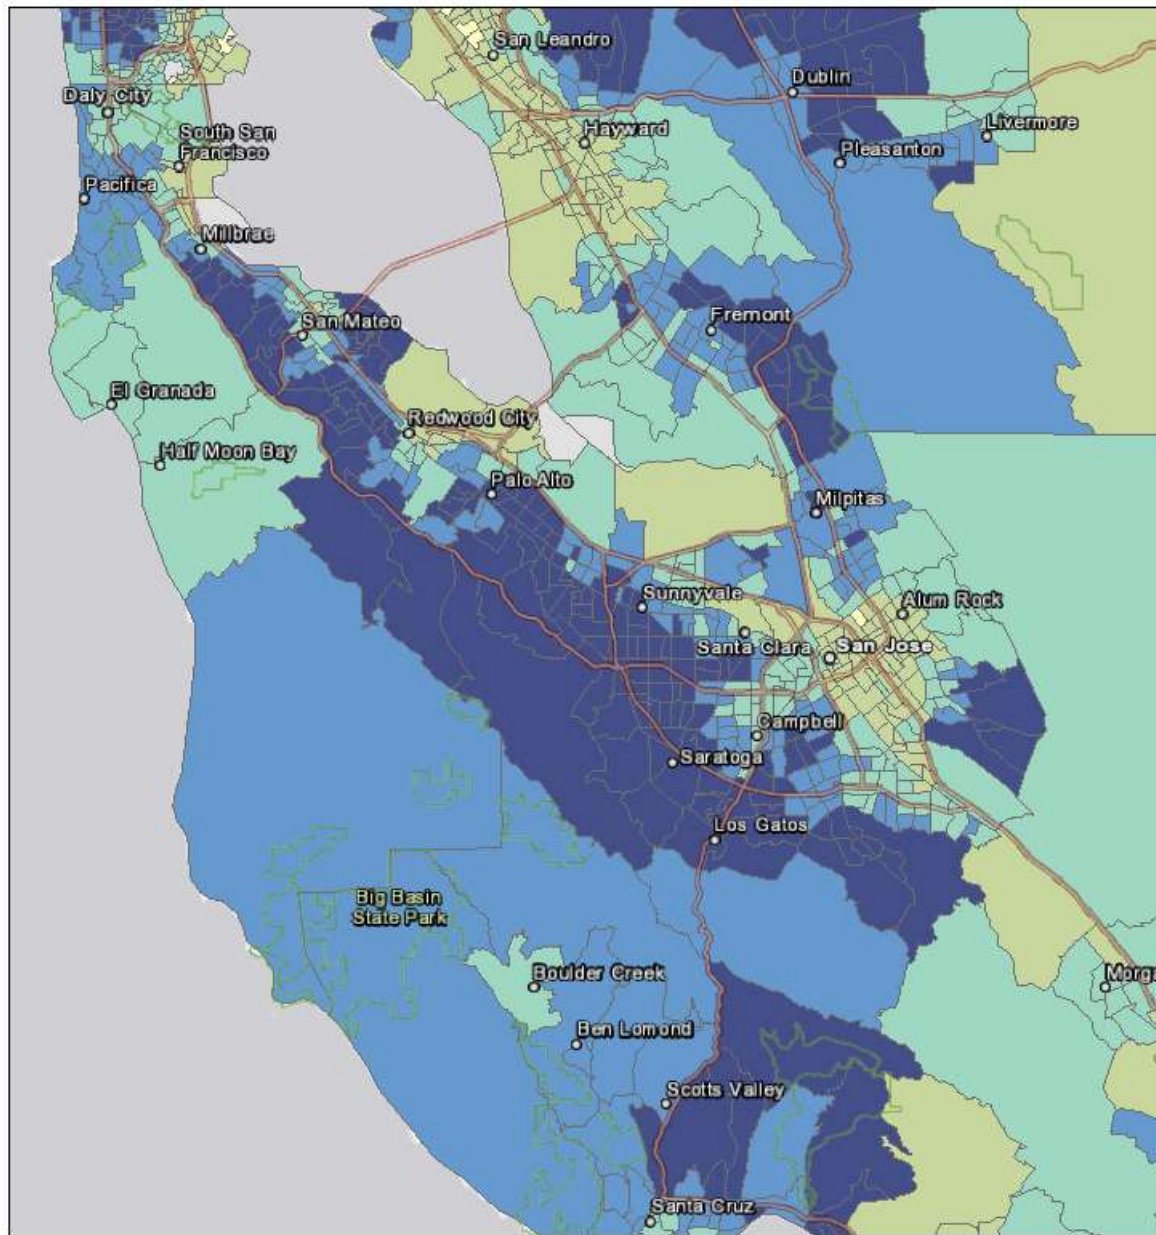 San Leandro
Dublin
Daly City
Hayward
Livermore
South San
Francisco
Pleasanton
Pacifica
Millbrae
San Mateo
Fremont
El Granada
Redwood City
Half Moon Bay
Palo Alto
Milpitas
Sunnyvale
Alum Rock
Santa Clara
San Jose
Campbell
Saratoga
Los Gatos
Big Basin
State Park
Boulder Creek
Morga
Ben Lomond
Scotts Valley
Santa Cruz